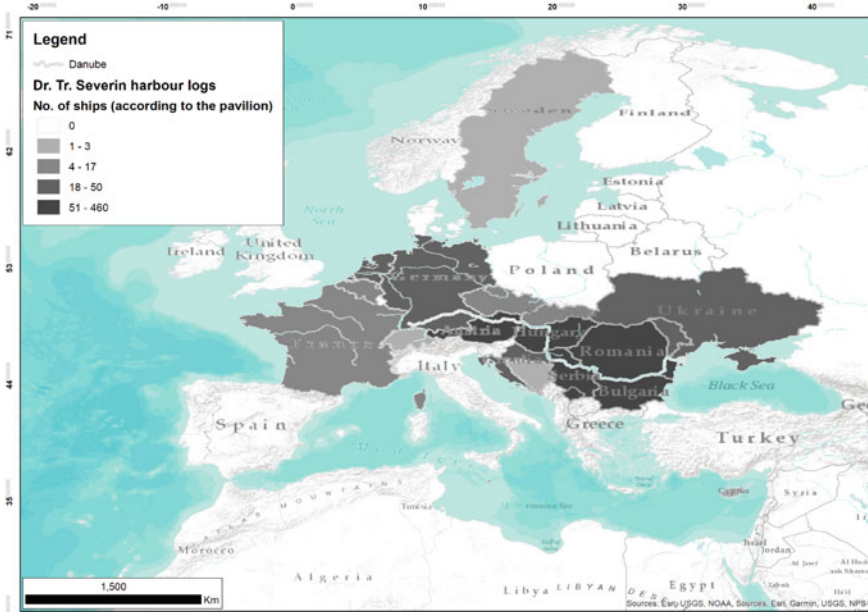 -20 -10 0 10 20 30 40
71
62
53
44
35
Legend
Danube
Dr. Tr. Severin harbour logs
No. of ships (according to the pavilion)
0
1 - 3
4 - 17
18 - 50
51 - 460
Sweden
Norway
Finland
North
Sea
Estonia
Latvia
Lithuania
Belarus
Ireland
United
Kingdom
Poland
Germany
Ukraine
France
Austria
Hungary
Romania
Italy
Serbia
Bulgaria
Black Sea
Spain
Greece
Turkey
Cyprus
Syria
ATLAS MOUNTAINS
Tunisia
Morocco
Israel
Jordan
Algeria
Libya
LIBYAN
DES
Egypt
1,500
Km
Sources: Esri, USGS, NOAA, Sources: Esri, Garmin, USGS, NPS